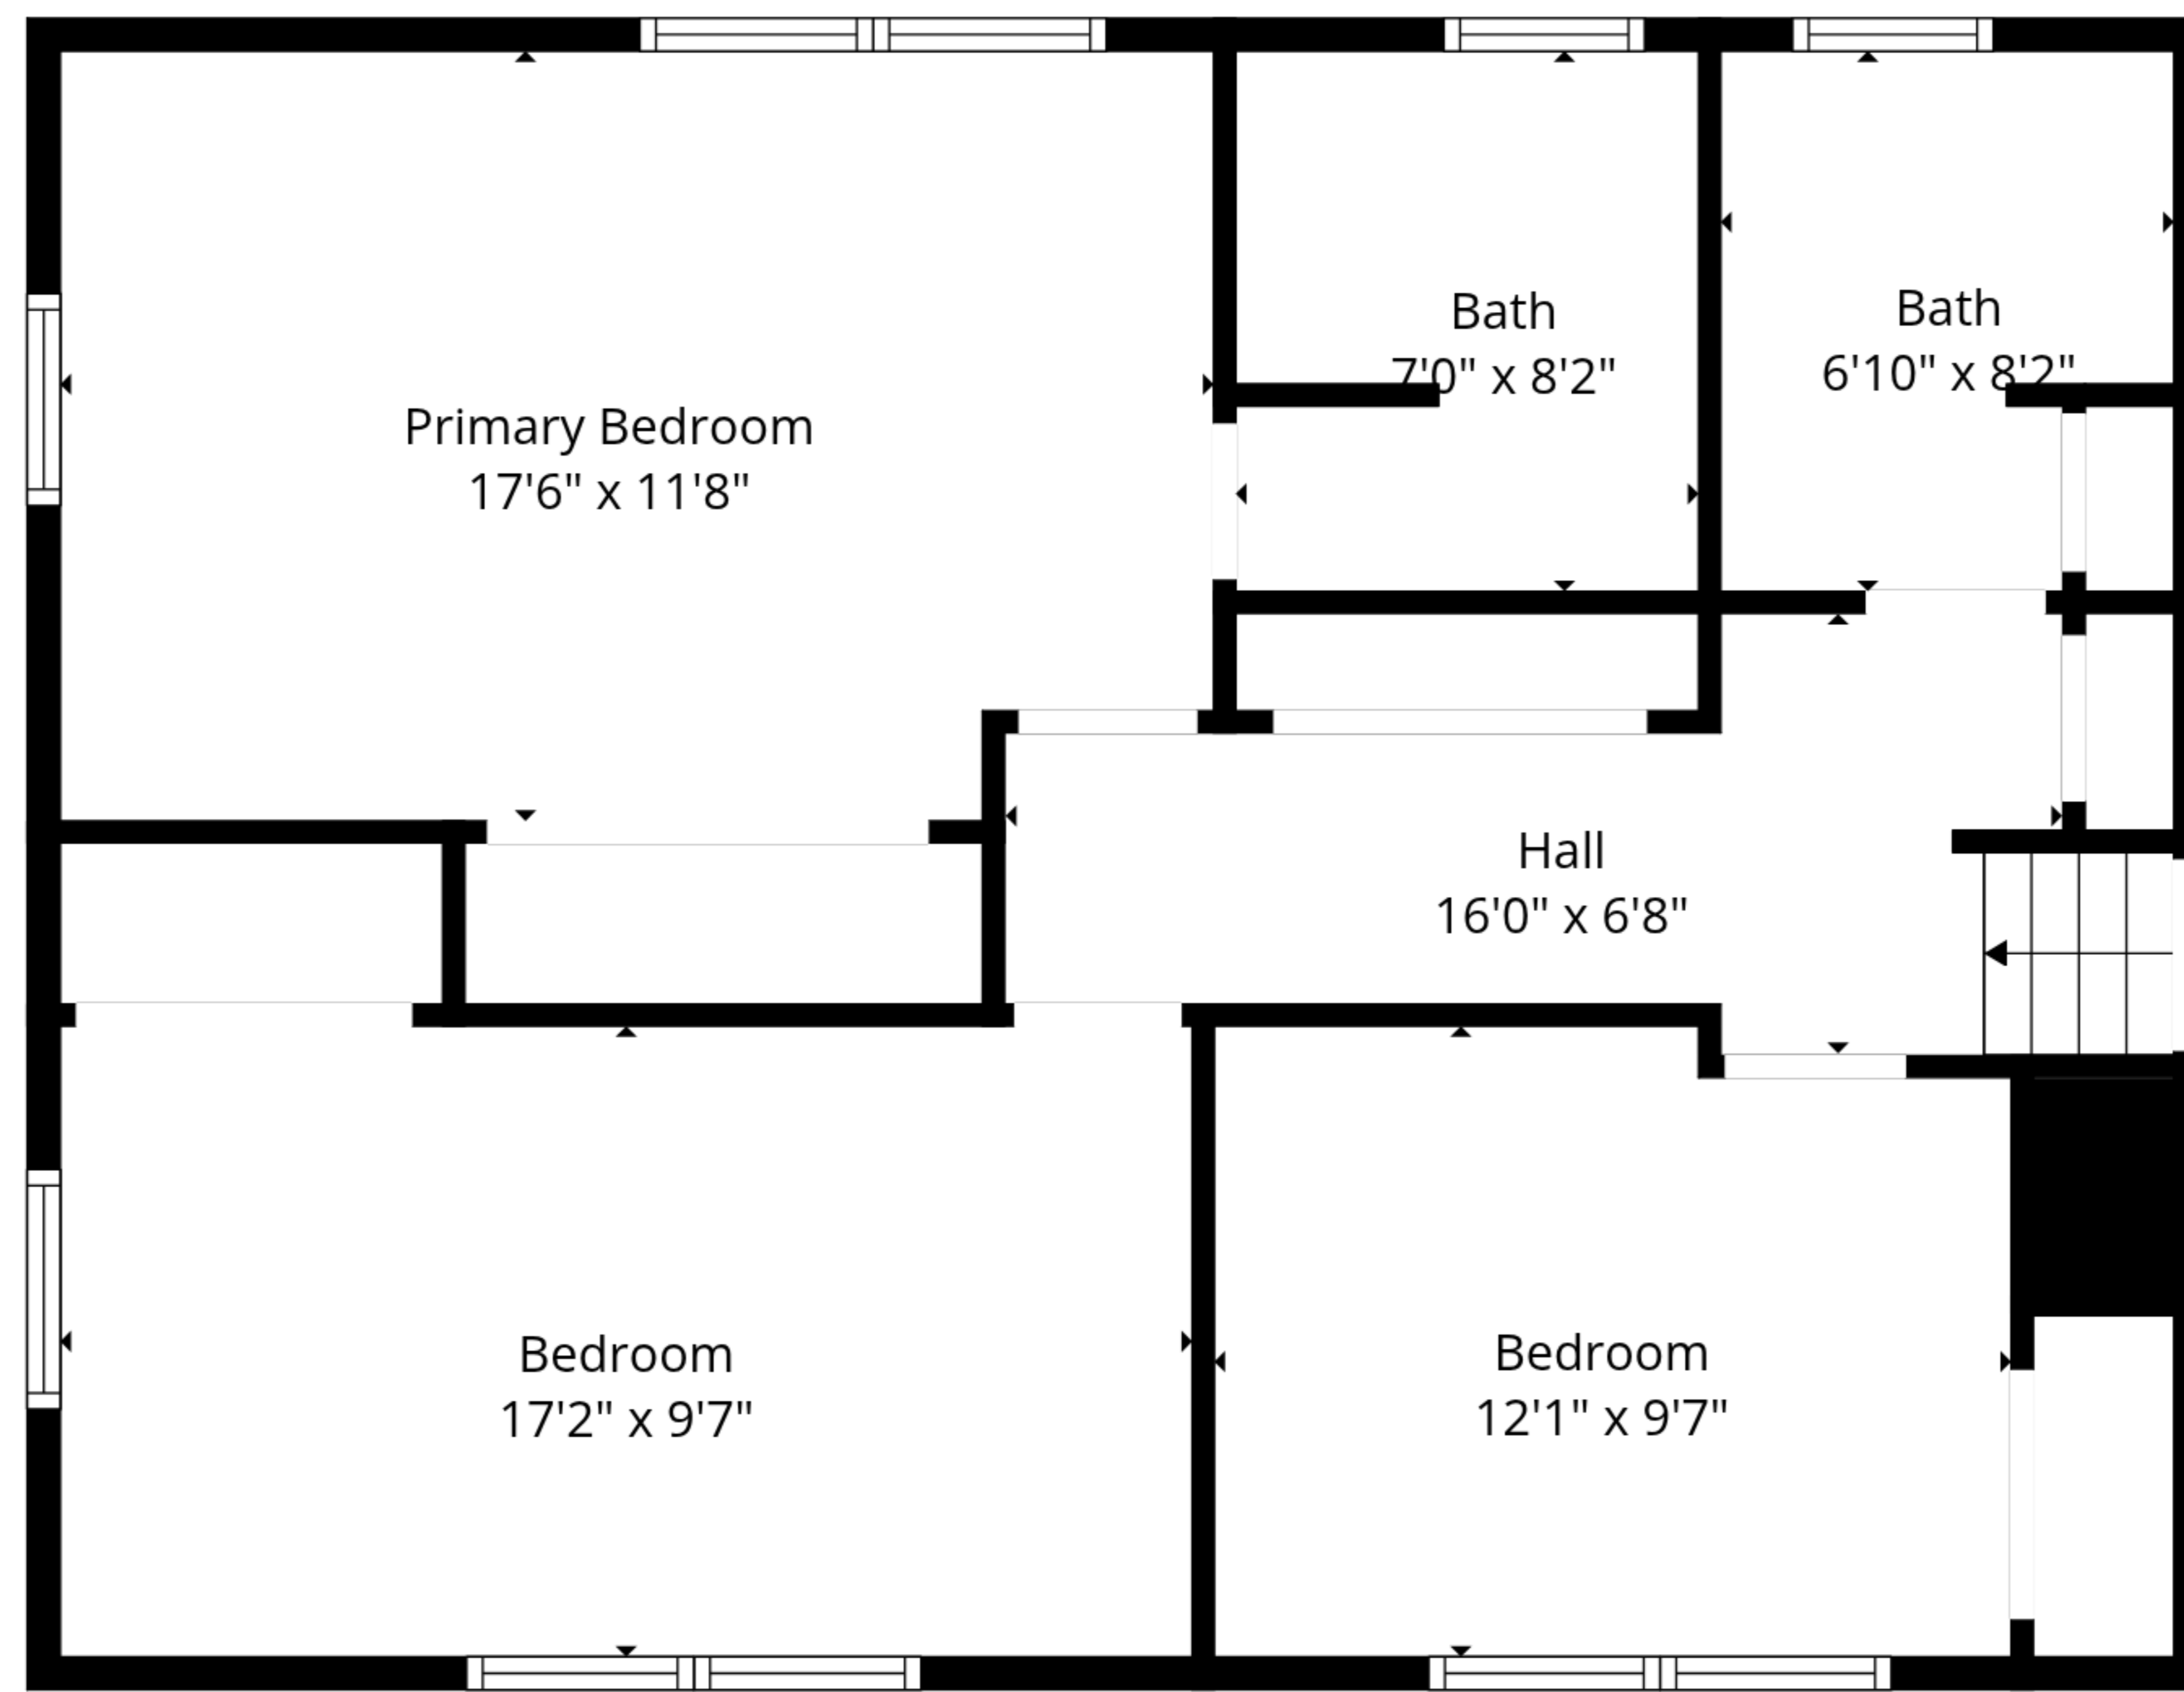 Bath
7'0" x 8'2"
Bath
6'10" x 8'2"
Primary Bedroom
17'6" x 11'8"
Hall
16'0" x 6'8"
Bedroom
17'2" x 9'7"
Bedroom
12'1" x 9'7"